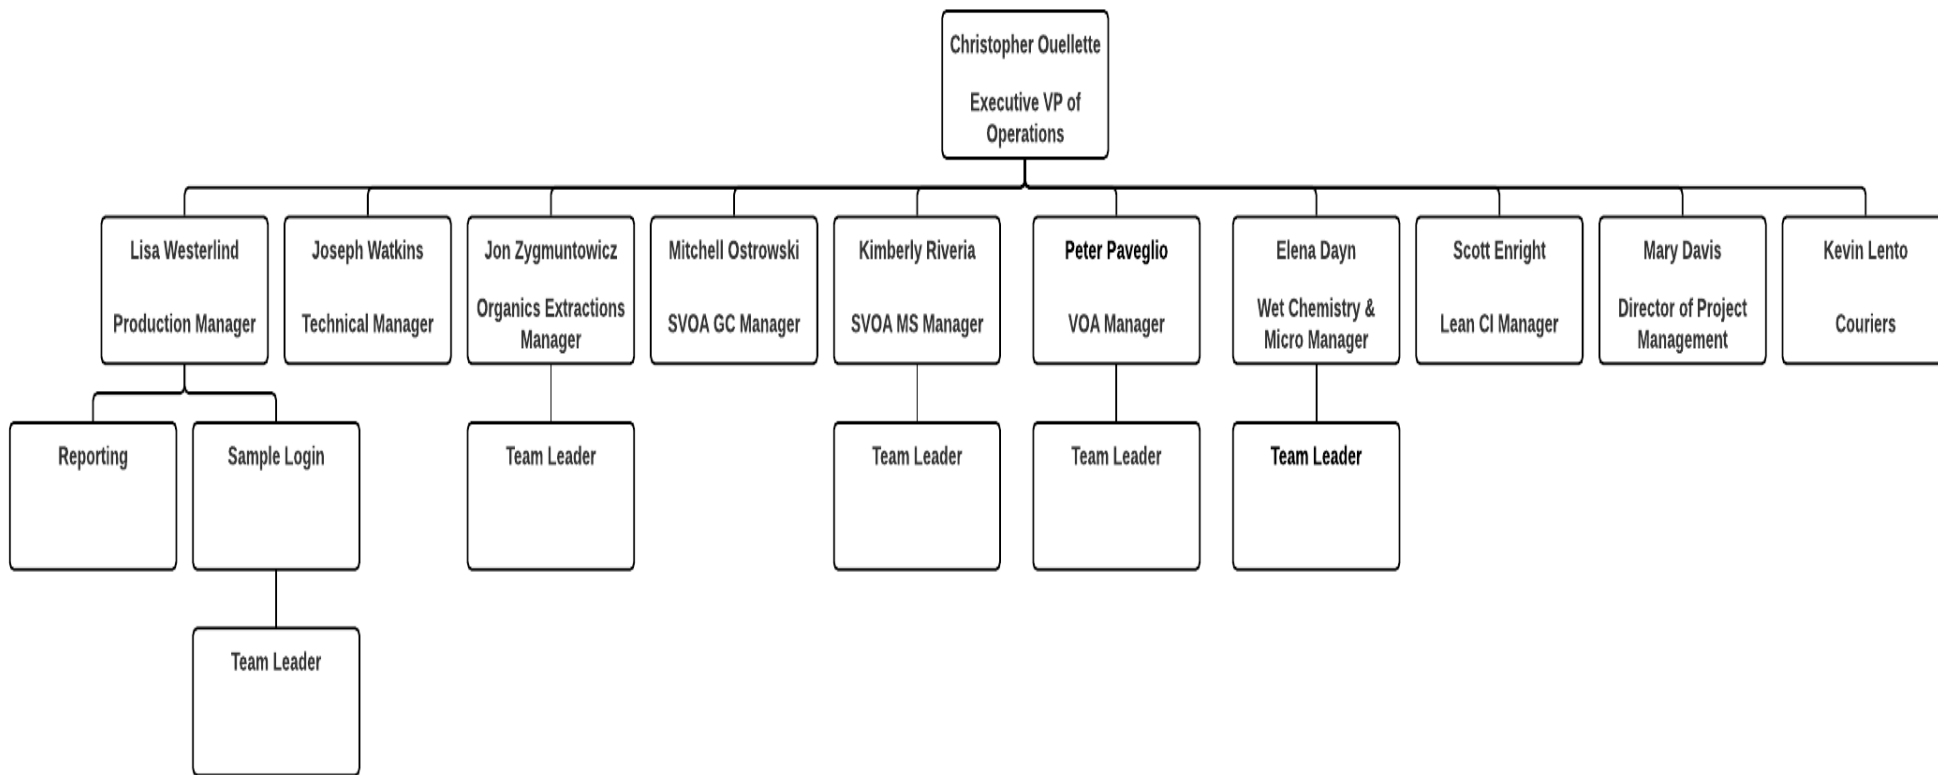 Christopher Ouellette
Executive VP of
Operations
Lisa Westerlind
Production Manager
Joseph Watkins
Technical Manager
Jon Zygmuntowicz
Organics Extractions
Manager
Mitchell Ostrowski
SVOA GC Manager
Kimberly Riveria
SVOA MS Manager
Peter Paveglio
VOA Manager
Elena Dayn
Wet Chemistry &
Micro Manager
Scott Enright
Lean CI Manager
Mary Davis
Director of Project
Management
Kevin Lento
Couriers
Reporting
Sample Login
Team Leader
Team Leader
Team Leader
Team Leader
Team Leader